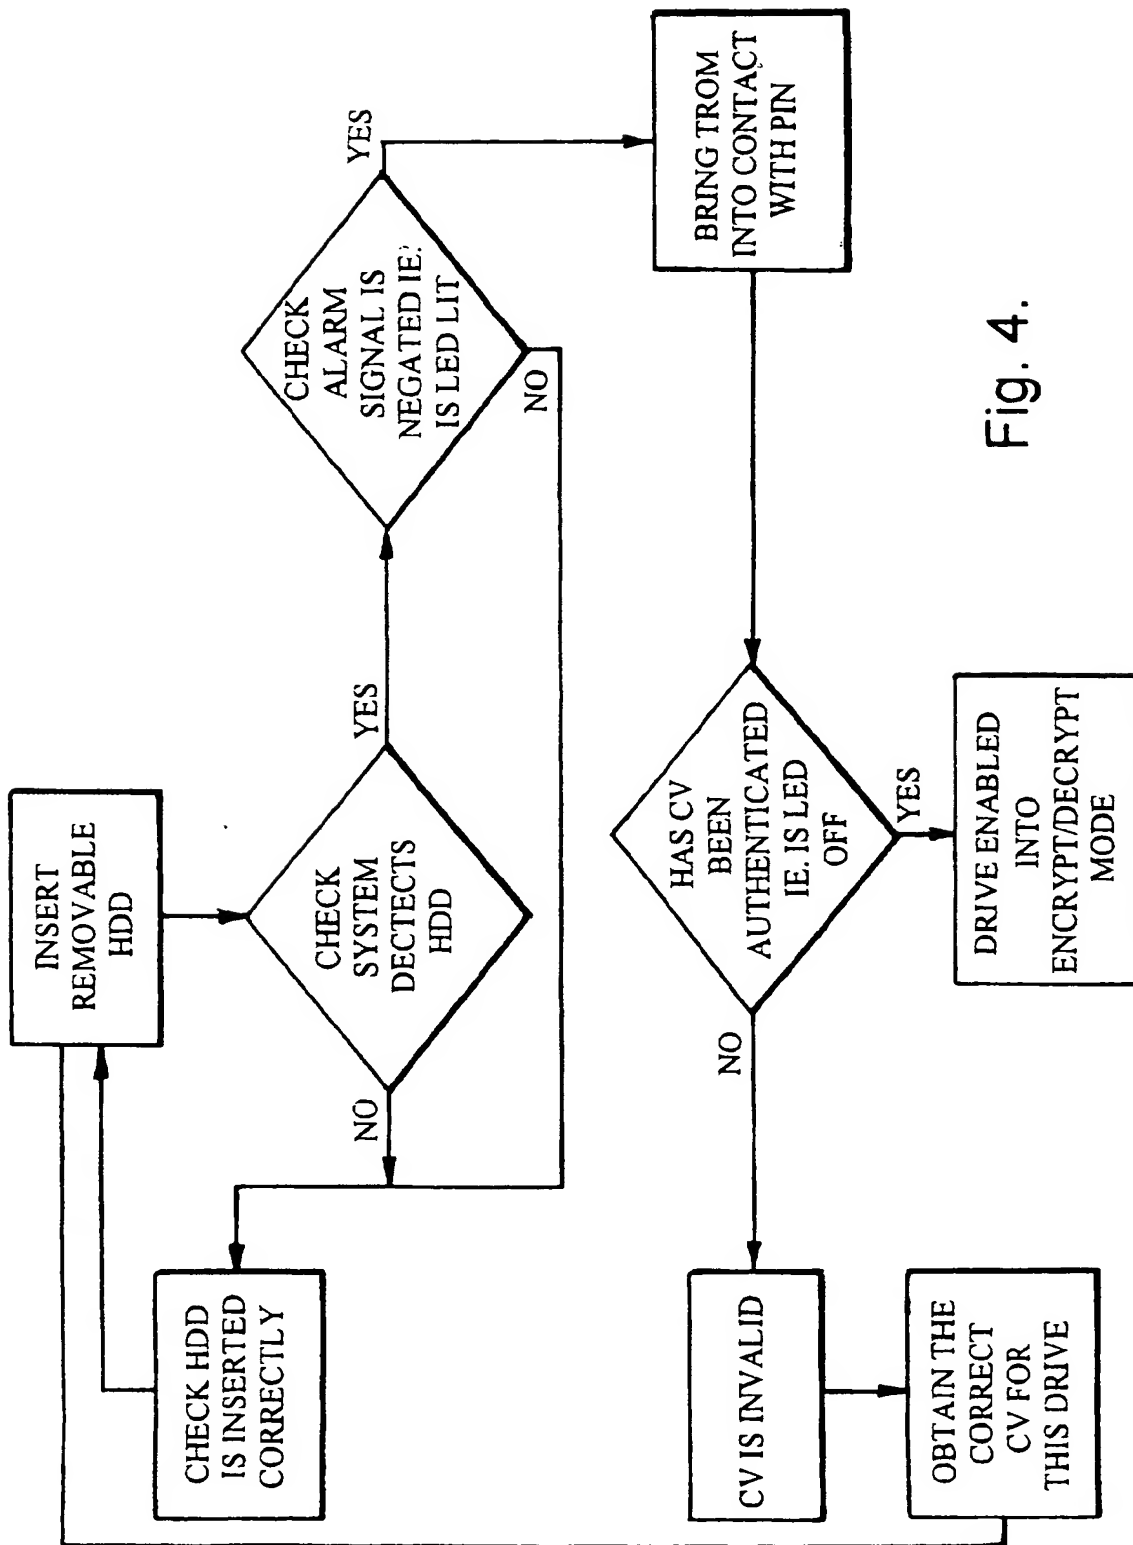 INSERT
REMOVABLE
HDD
CHECK
SYSTEM
DECTECTS
HDD
YES
NO
CHECK HDD
IS INSERTED
CORRECTLY
CHECK
ALARM
SIGNAL IS
NEGATED IE.
IS LED LIT
YES
NO
BRING TROM
INTO CONTACT
WITH PIN
HAS CV
BEEN
AUTHENTICATED
IE. IS LED
OFF
YES
NO
DRIVE ENABLED
INTO
ENCRYPT/DECRYPT
MODE
CV IS INVALID
OBTAIN THE
CORRECT
CV FOR
THIS DRIVE
Fig. 4.